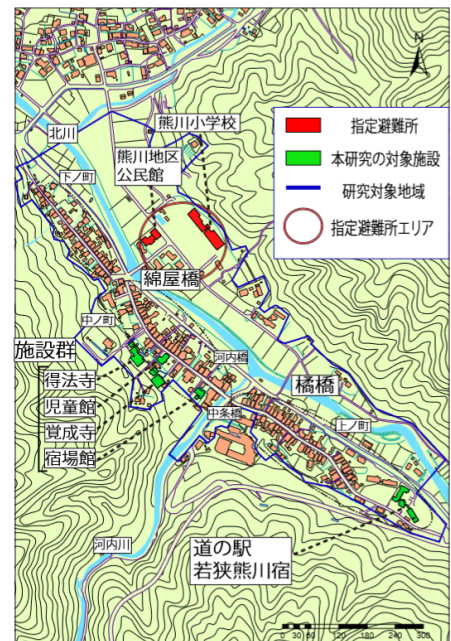 N
北川
熊川小学校
熊川地区
公民館
下ノ町
指定避難所
本研究の対象施設
研究対象地域
指定避難所エリア
綿屋橋
中ノ町
施設群
得法寺
児童館
覚成寺
宿場館
河内橋
橘橋
中条橋
上ノ町
河内川
道の駅
若狭熊川宿
0 30 60 120 180 240 300